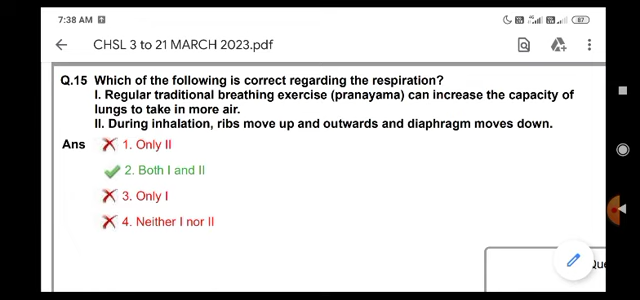 7:38 AM
87
CHSL 3 to 21 MARCH 2023.pdf
Q.15 Which of the following is correct regarding the respiration?
I. Regular traditional breathing exercise (pranayama) can increase the capacity of
lungs to take in more air.
II. During inhalation, ribs move up and outwards and diaphragm moves down.
Ans 1. Only II
2. Both I and II
3. Only I
4. Neither I nor II
Que